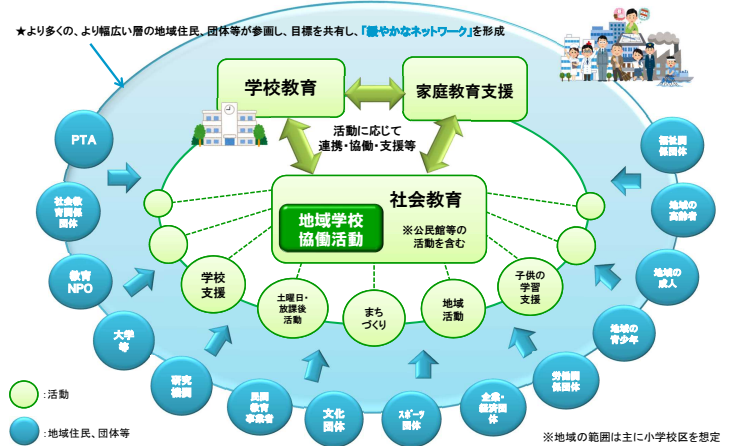 ★より多くの、より幅広い層の地域住民、団体等が参画し、目標を共有し、「緩やかなネットワーク」を形成
学校教育
家庭教育支援
活動に応じて
連携・協働・支援等
社会教育
地域学校
協働活動
※公民館等の
活動を含む
学校
支援
土曜日・
放課後
活動
まち
づくり
地域
活動
子供の
学習
支援
PTA
社会教
育関係
団体
教育
NPO
大学
等
研究
機関
民間
教育
事業者
文化
団体
スポーツ
団体
企業・
経済団
体
労働関
係団体
地域の
青少年
地域の
成人
地域の
高齢者
福祉関
係団体
:活動
:地域住民、団体等
※地域の範囲は主に小学校区を想定